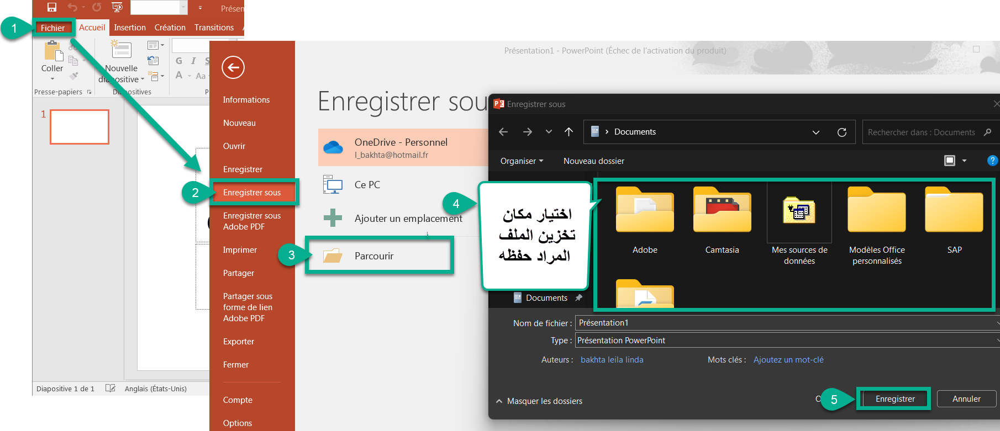 1
Fichier
Accueil
Insertion
Création
Transitions
Coller
Nouvelle
diapositive
G I S
A Aa
Presse-papiers
Diapositives
1
Diapositive 1 de 1
Anglais (États-Unis)
Informations
Nouveau
Ouvrir
Enregistrer
2
Enregistrer sous
Enregistrer sous
Adobe PDF
Imprimer
Partager
Partager sous
forme de lien
Adobe PDF
Exporter
Fermer
Compte
Options
Présentation1 - PowerPoint (Échec de l'activation du produit)
Enregistrer sou
OneDrive - Personnel
l_bakhta@hotmail.fr
Ce PC
Ajouter un emplacement
3
Parcourir
Enregistrer sous
Documents
Rechercher dans : Documents
Organiser
Nouveau dossier
4
اختيار مكان
تخزين الملف
المراد حفظه
Adobe
Camtasia
Mes sources de
données
Modèles Office
personnalisés
SAP
Documents
Nom de fichier : Présentation1
Type : Présentation PowerPoint
Auteurs : bakhta leila linda
Mots clés : Ajoutez un mot-clé
Masquer les dossiers
5
Enregistrer
Annuler